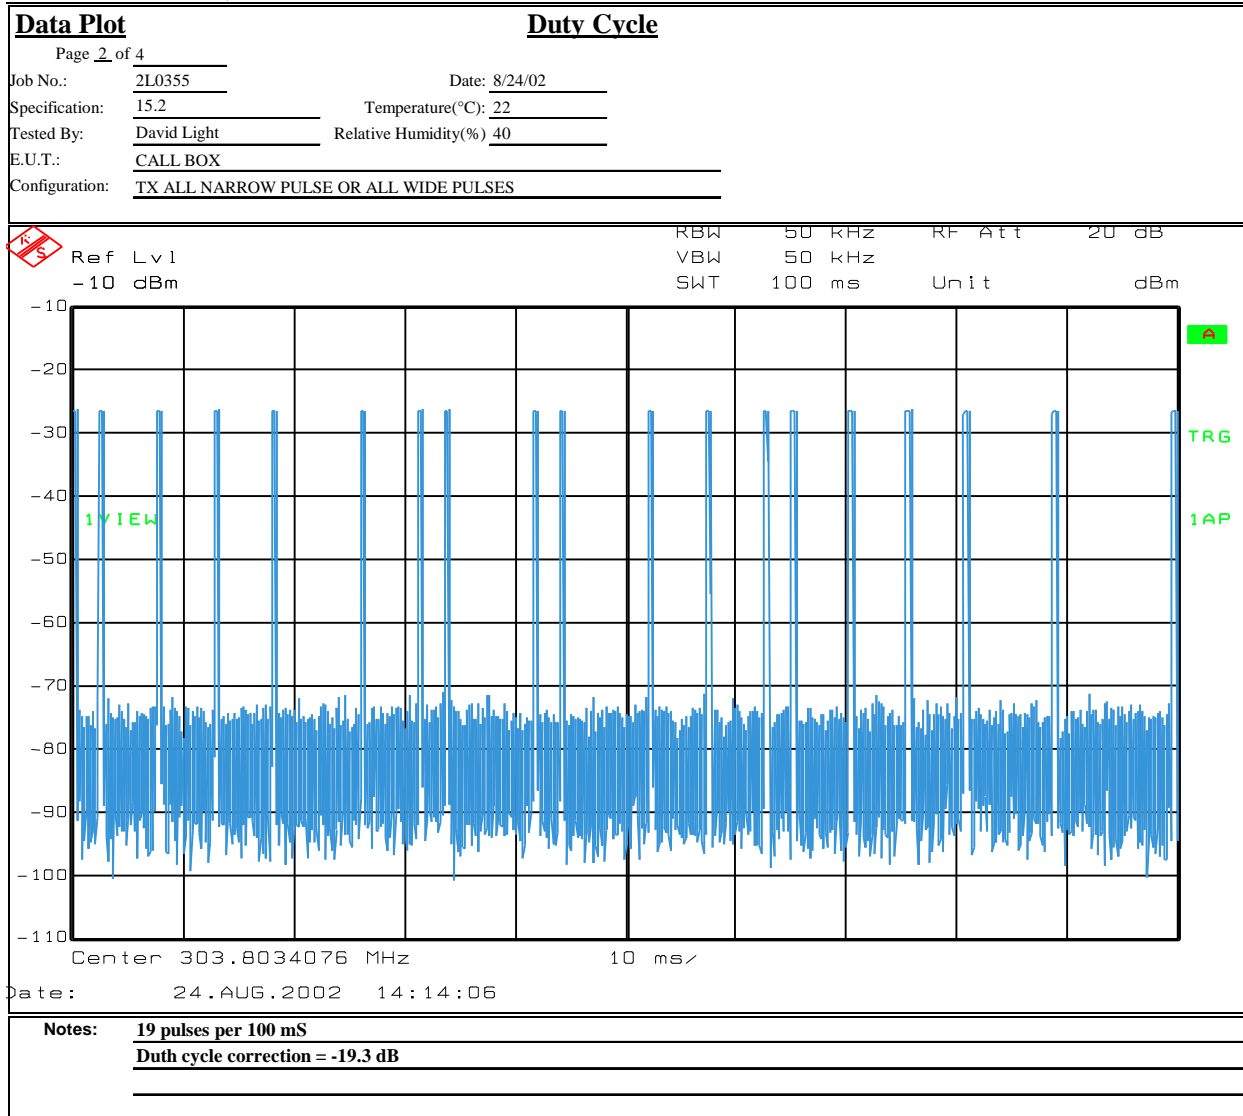 Data Plot Duty Cycle
Page 2 of 4
Job No.: 2L0355 Date: 8/24/02
Specification: 15.2 Temperature(°C): 22
Tested By: David Light Relative Humidity(%) 40
E.U.T.: CALL BOX
Configuration: TX ALL NARROW PULSE OR ALL WIDE PULSES
R S
RBW 50 kHz RF Att 20 dB
Ref Lvl VBW 50 kHz
-10 dBm SWT 100 ms Unit dBm
-10
A
-20
-30
TRG
-40
1VIEW 1AP
-50
-60
-70
-80
-90
-100
-110
Center 303.8034076 MHz 10 ms/
Date: 24.AUG.2002 14:14:06
Notes: 19 pulses per 100 mS
Duth cycle correction = -19.3 dB